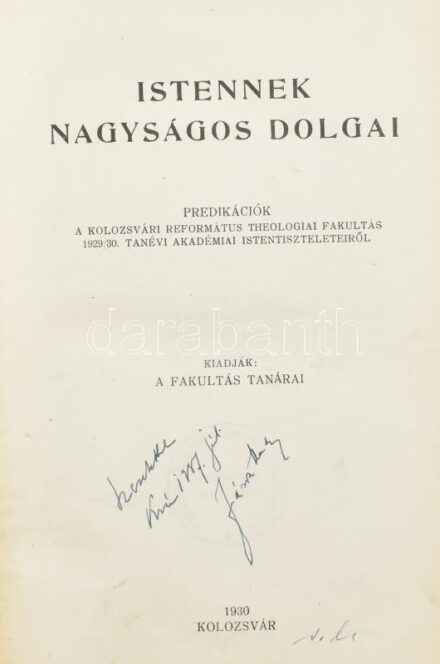 ISTENNEK
NAGYSÁGOS DOLGAI
PREDIKÁCIÓK
A KOLOZSVÁRI REFORMÁTUS THEOLOGIAI FAKULTÁS
1929/30. TANÉVI AKADÉMIAI ISTENTISZTELETEIRŐL
darabanth
KIADJÁK:
A FAKULTÁS TANÁRAI
1930
KOLOZSVÁR